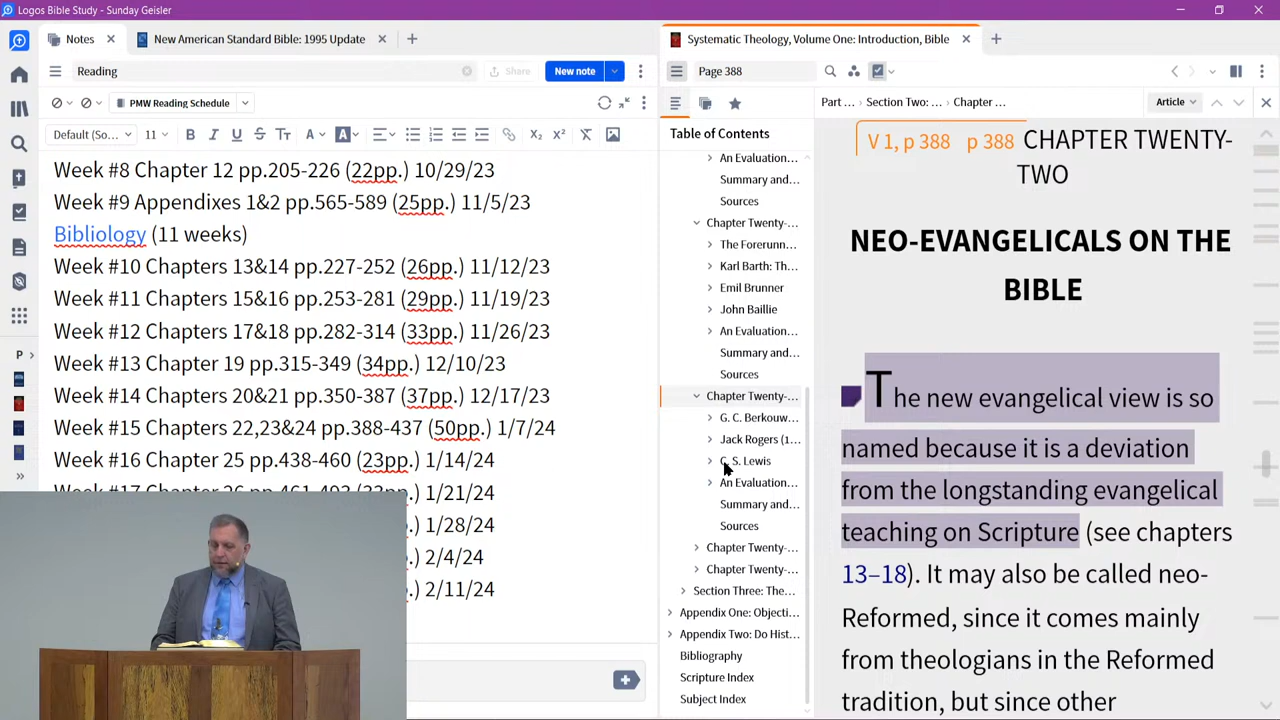 Logos Bible Study - Sunday Geisler
Notes
New American Standard Bible: 1995 Update
Systematic Theology, Volume One: Introduction, Bible
Reading
Share
New note
Page 388
PMW Reading Schedule
Part ... › Section Two: ... › Chapter ...
Article
Default (So...
11
B I U S
Table of Contents
Week #8 Chapter 12 pp.205-226 (22pp.) 10/29/23
Week #9 Appendixes 1&2 pp.565-589 (25pp.) 11/5/23
Bibliology (11 weeks)
Week #10 Chapters 13&14 pp.227-252 (26pp.) 11/12/23
Week #11 Chapters 15&16 pp.253-281 (29pp.) 11/19/23
Week #12 Chapters 17&18 pp.282-314 (33pp.) 11/26/23
Week #13 Chapter 19 pp.315-349 (34pp.) 12/10/23
Week #14 Chapters 20&21 pp.350-387 (37pp.) 12/17/23
Week #15 Chapters 22,23&24 pp.388-437 (50pp.) 1/7/24
Week #16 Chapter 25 pp.438-460 (23pp.) 1/14/24
1/21/24
1/28/24
2/4/24
2/11/24
P
An Evaluation...
Summary and...
Sources
Chapter Twenty-...
The Forerunn...
Karl Barth: Th...
Emil Brunner
John Baillie
An Evaluation...
Summary and...
Sources
Chapter Twenty-...
G. C. Berkouw...
Jack Rogers (1...
C. S. Lewis
An Evaluation...
Summary and...
Sources
Chapter Twenty-...
Chapter Twenty-...
Section Three: The...
Appendix One: Objecti...
Appendix Two: Do Hist...
Bibliography
Scripture Index
Subject Index
V 1, p 388 p 388 CHAPTER TWENTY-
TWO
NEO-EVANGELICALS ON THE
BIBLE
The new evangelical view is so
named because it is a deviation
from the longstanding evangelical
teaching on Scripture (see chapters
13–18). It may also be called neo-
Reformed, since it comes mainly
from theologians in the Reformed
tradition, but since other